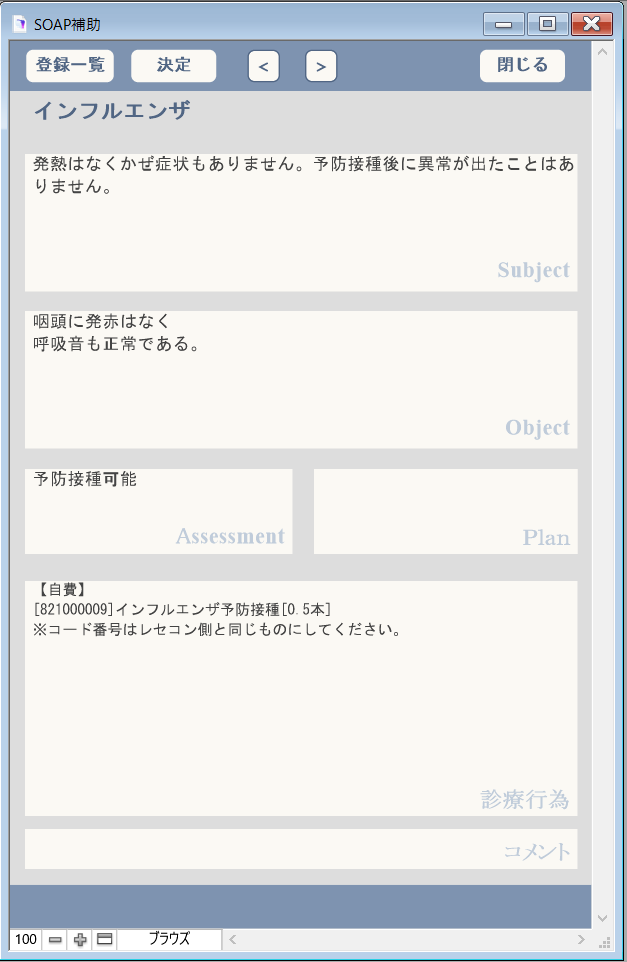 SOAP補助
登録一覧 決定 < > 閉じる
インフルエンザ
発熱はなくかぜ症状もありません。予防接種後に異常が出たことはあ
りません。
Subject
咽頭に発赤はなく
呼吸音も正常である。
Object
予防接種可能
Assessment
Plan
【自費】
[821000009]インフルエンザ予防接種[0.5本]
※コード番号はレセコン側と同じものにしてください。
診療行為
コメント
100 ブラウズ